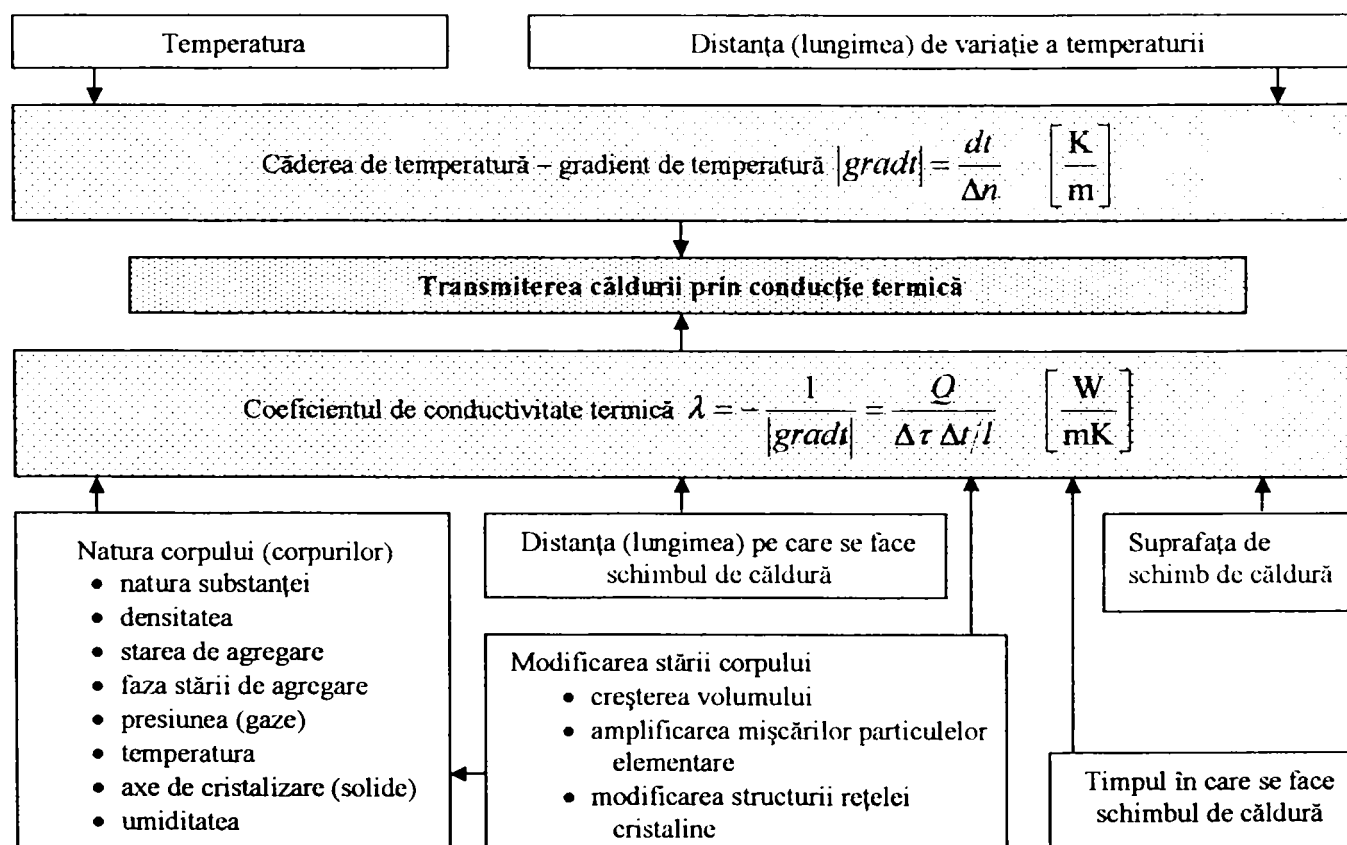 Temperatura
Distanța (lungimea) de variație a temperaturii
Căderea de temperatură – gradient de temperatură |gradt| = dt/Δn [K/m]
Transmiterea căldurii prin conducție termică
Coeficientul de conductivitate termică λ = - 1/|gradt| = Q/(Δτ Δt/l) [W/mK]
Natura corpului (corpurilor)
• natura substanței
• densitatea
• starea de agregare
• faza stării de agregare
• presiunea (gaze)
• temperatura
• axe de cristalizare (solide)
• umiditatea
Distanța (lungimea) pe care se face
schimbul de căldură
Suprafața de
schimb de căldură
Modificarea stării corpului
• creșterea volumului
• amplificarea mișcărilor particulelor
elementare
• modificarea structurii rețelei
cristaline
Timpul în care se face
schimbul de căldură